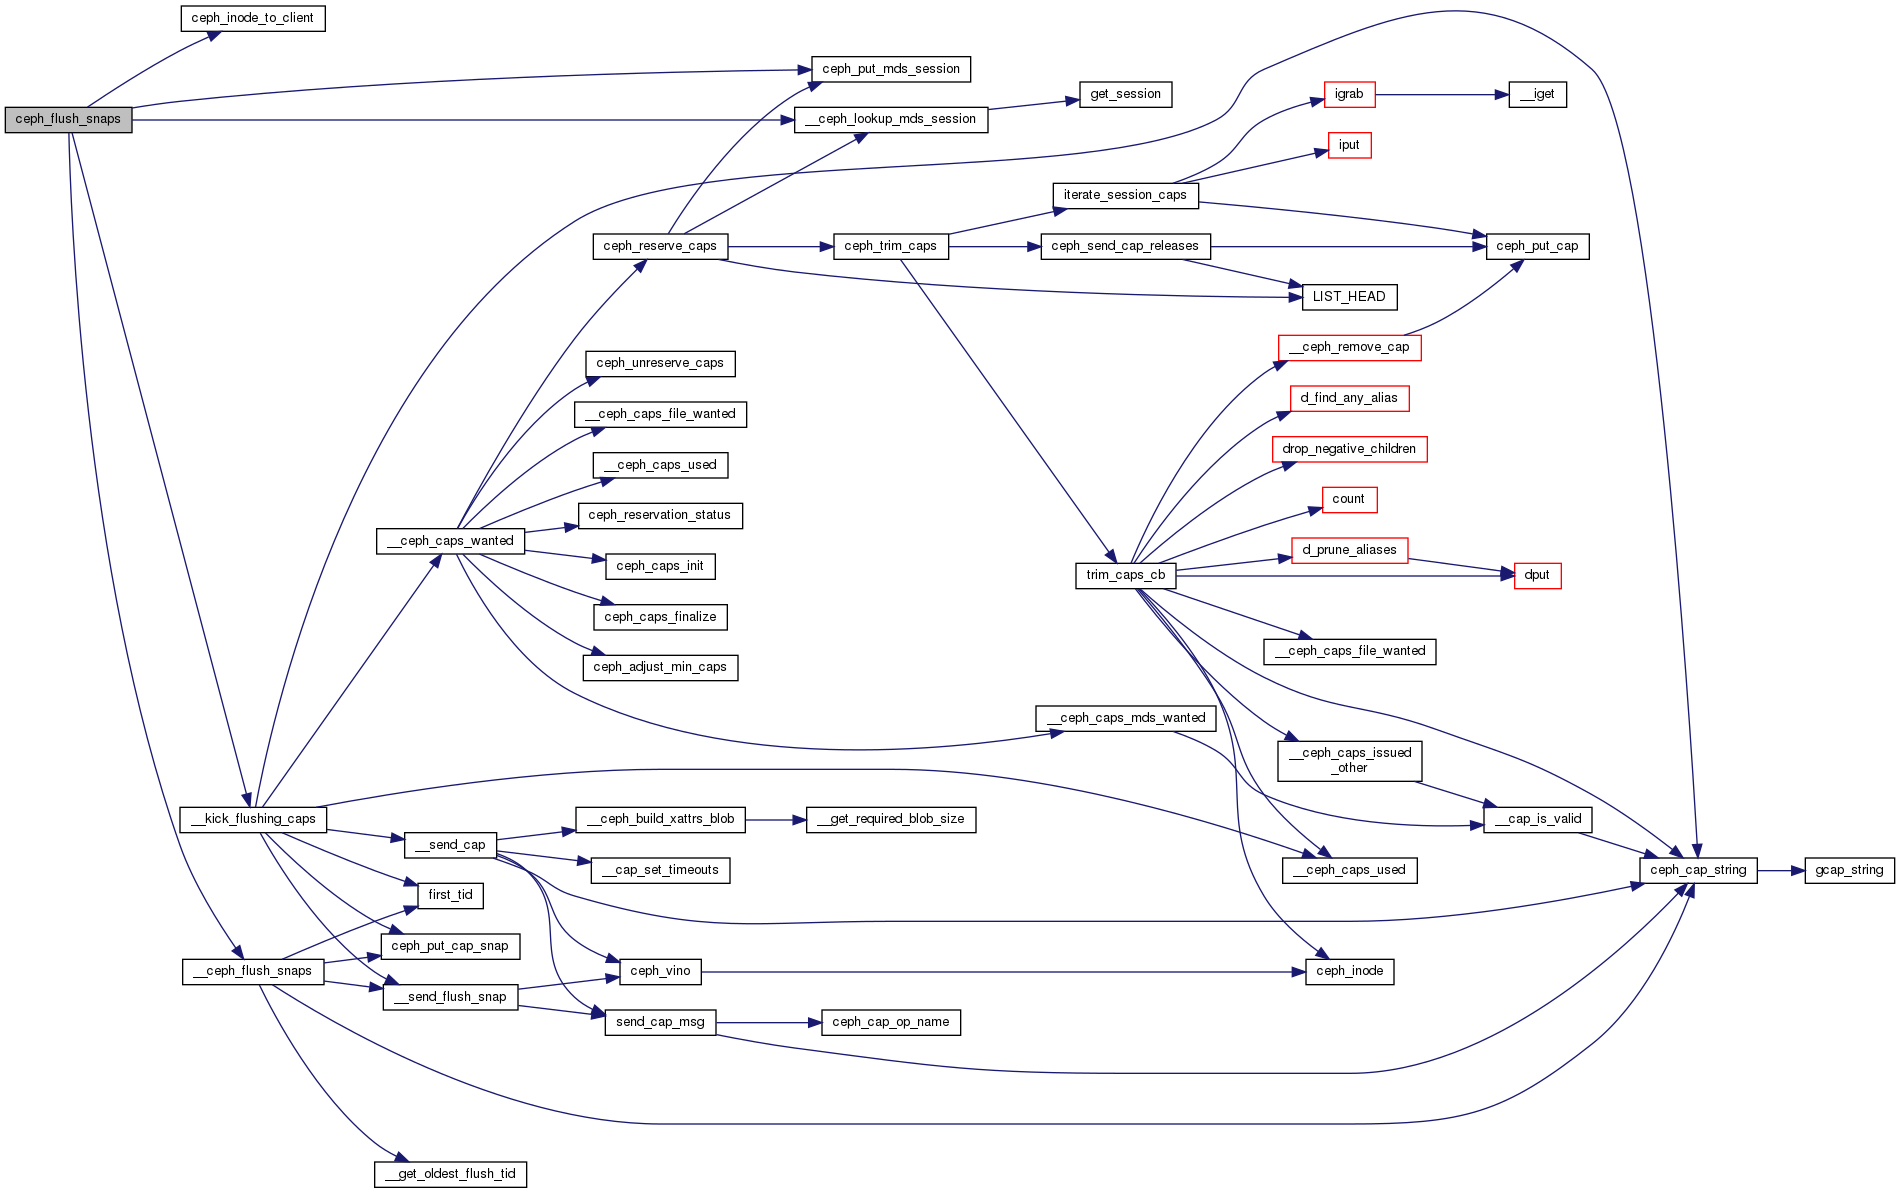 ceph_inode_to_client
ceph_put_mds_session
get_session
igrab
__iget
ceph_flush_snaps
__ceph_lookup_mds_session
iput
iterate_session_caps
ceph_reserve_caps
ceph_trim_caps
ceph_send_cap_releases
ceph_put_cap
LIST_HEAD
__ceph_remove_cap
ceph_unreserve_caps
d_find_any_alias
__ceph_caps_file_wanted
drop_negative_children
__ceph_caps_used
count
ceph_reservation_status
__ceph_caps_wanted
d_prune_aliases
ceph_caps_init
trim_caps_cb
dput
ceph_caps_finalize
__ceph_caps_file_wanted
ceph_adjust_min_caps
__ceph_caps_mds_wanted
__ceph_caps_issued
_other
__kick_flushing_caps
__ceph_build_xattrs_blob
__get_required_blob_size
__cap_is_valid
__send_cap
__cap_set_timeouts
__ceph_caps_used
ceph_cap_string
gcap_string
first_tid
ceph_put_cap_snap
__ceph_flush_snaps
ceph_vino
ceph_inode
__send_flush_snap
send_cap_msg
ceph_cap_op_name
__get_oldest_flush_tid